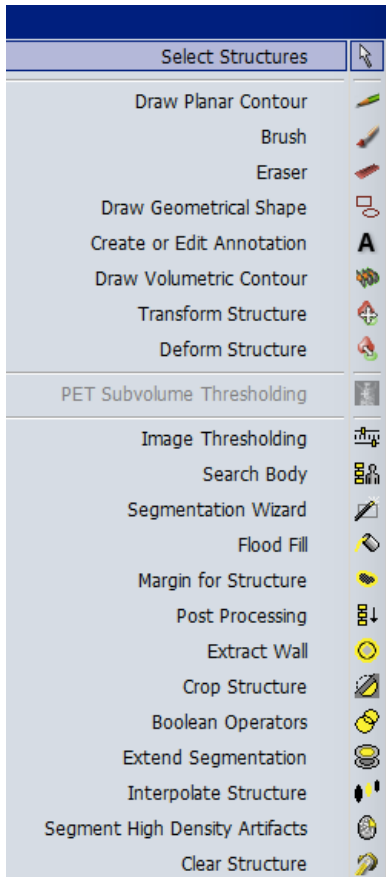 Select Structures
Draw Planar Contour
Brush
Eraser
Draw Geometrical Shape
Create or Edit Annotation
A
Draw Volumetric Contour
Transform Structure
Deform Structure
PET Subvolume Thresholding
Image Thresholding
Search Body
Segmentation Wizard
Flood Fill
Margin for Structure
Post Processing
Extract Wall
Crop Structure
Boolean Operators
Extend Segmentation
Interpolate Structure
Segment High Density Artifacts
Clear Structure